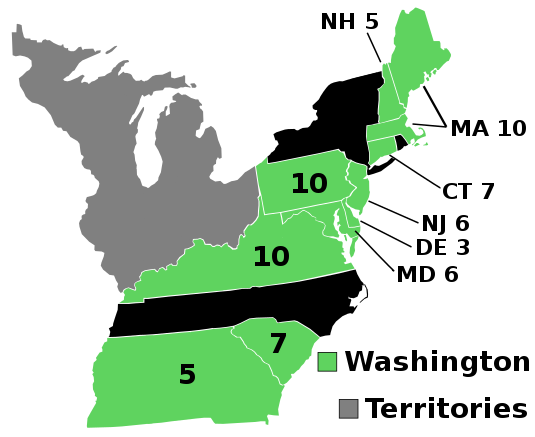 NH 5
MA 10
10
CT 7
NJ 6
DE 3
10
MD 6
7
5
Washington
Territories